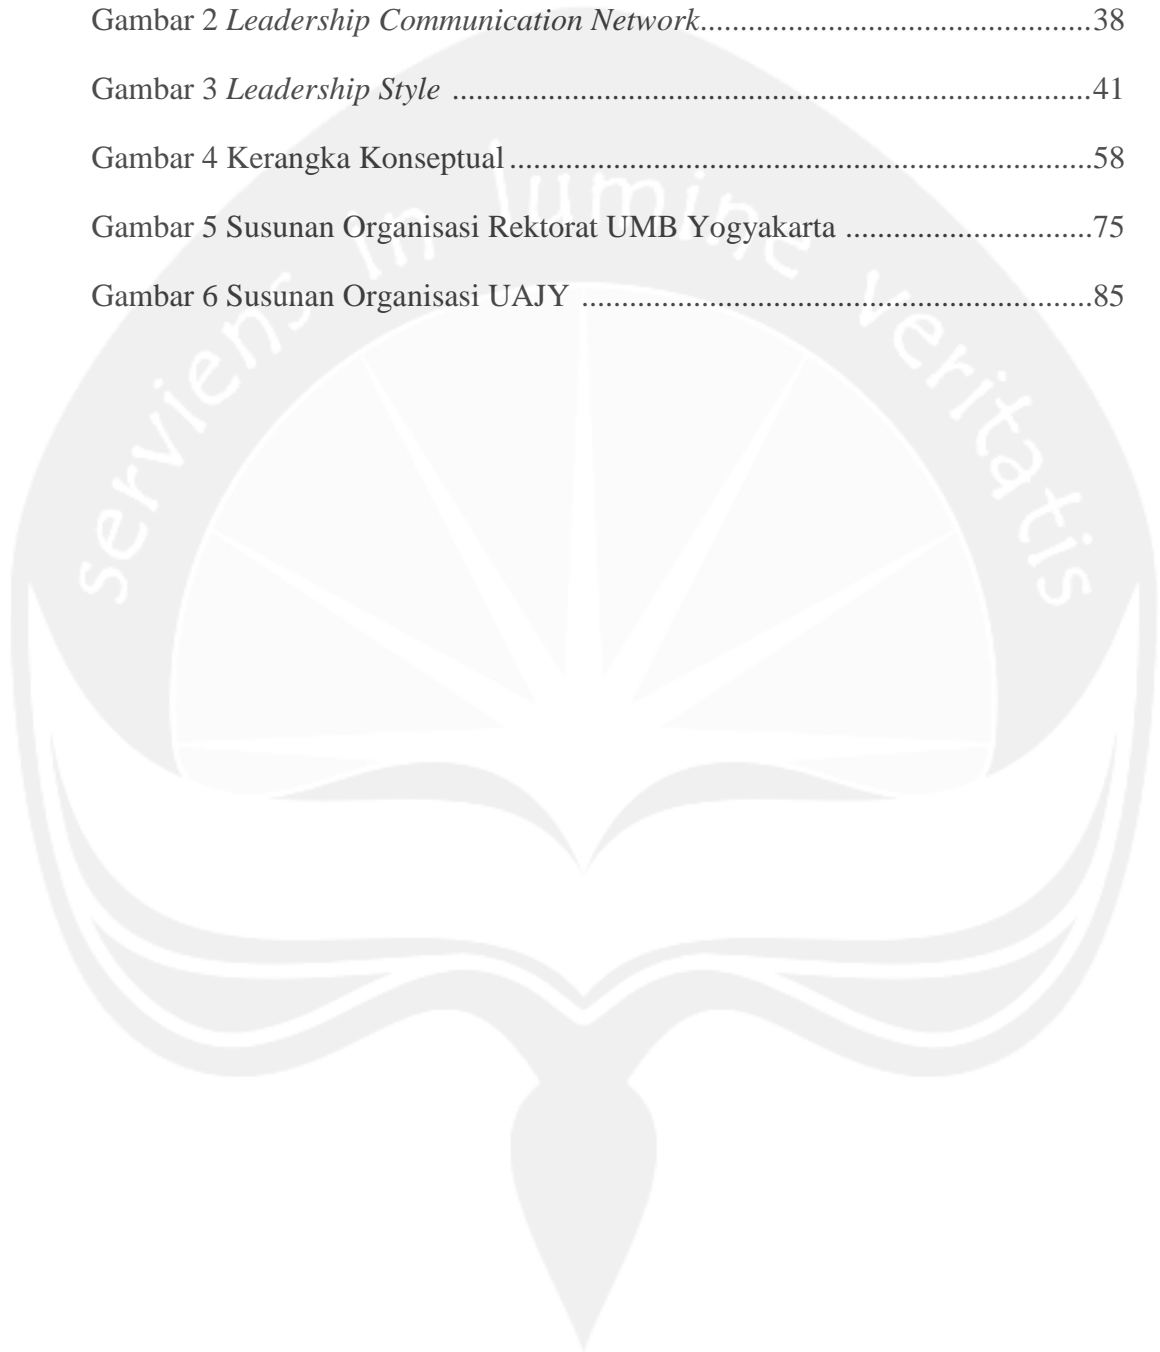 Gambar 2 Leadership Communication Network.................................................38
Gambar 3 Leadership Style ................................................................................41
Gambar 4 Kerangka Konseptual.........................................................................58
Gambar 5 Susunan Organisasi Rektorat UMB Yogyakarta ...............................75
Gambar 6 Susunan Organisasi UAJY ................................................................85
serviens in lumine veritatis